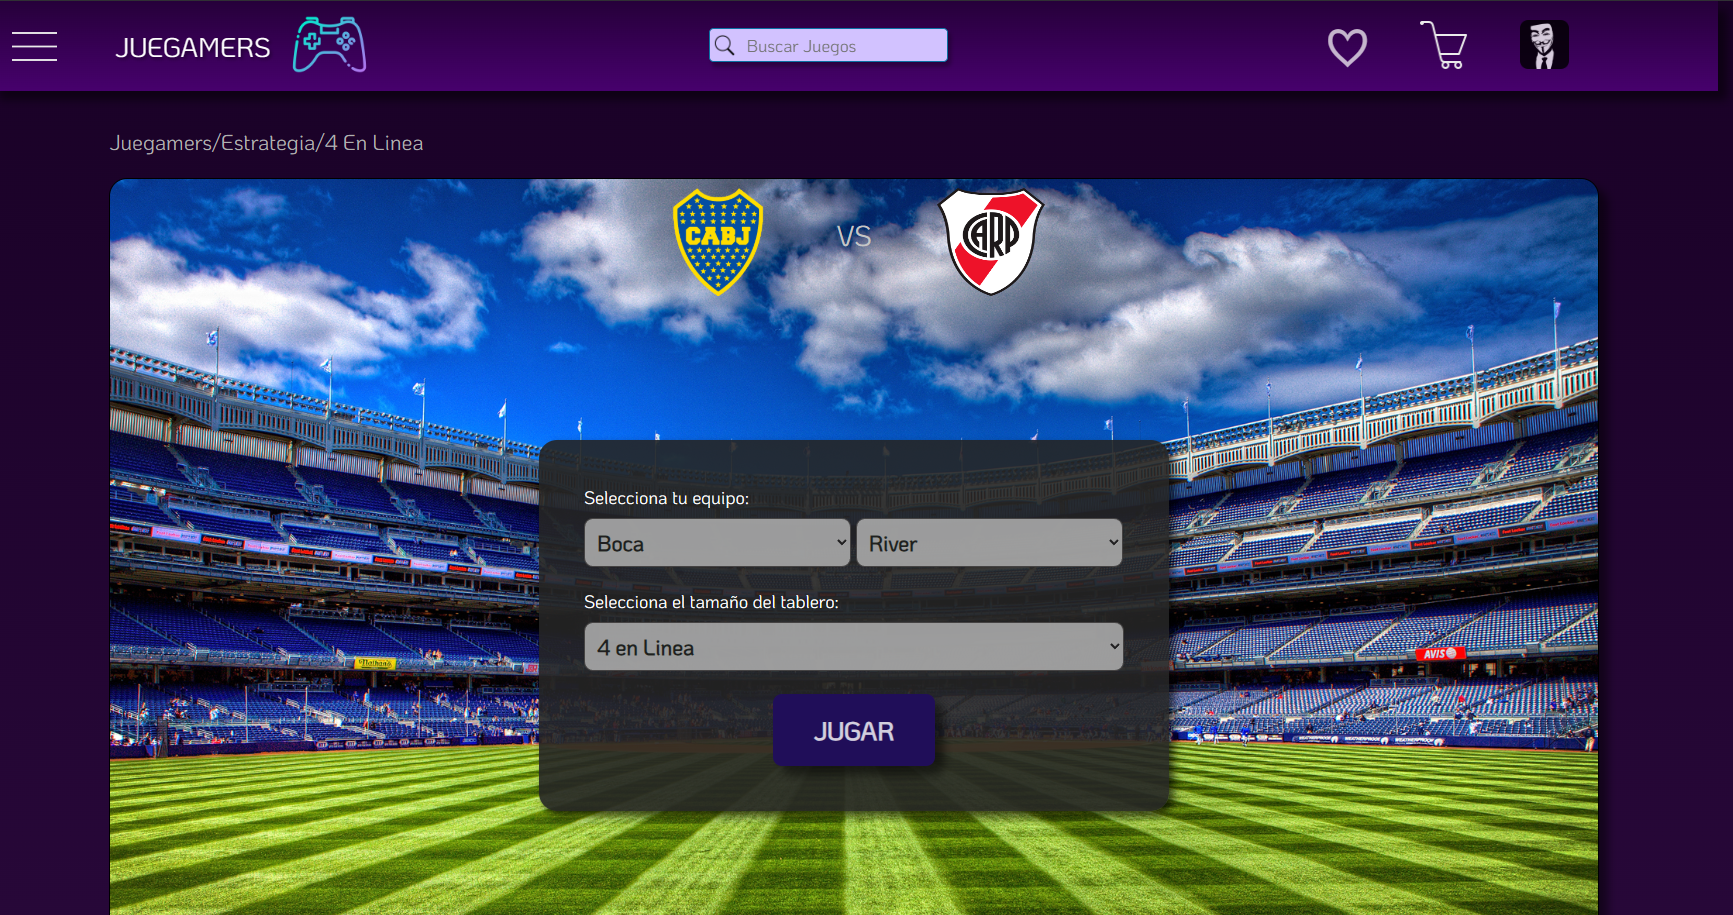 JUEGAMERS
Buscar Juegos
Juegamers/Estrategia/4 En Linea
CABJ
VS
CARP
Selecciona tu equipo:
Boca
River
Selecciona el tamaño del tablero:
4 en Linea
JUGAR
Nathan's
AVIS